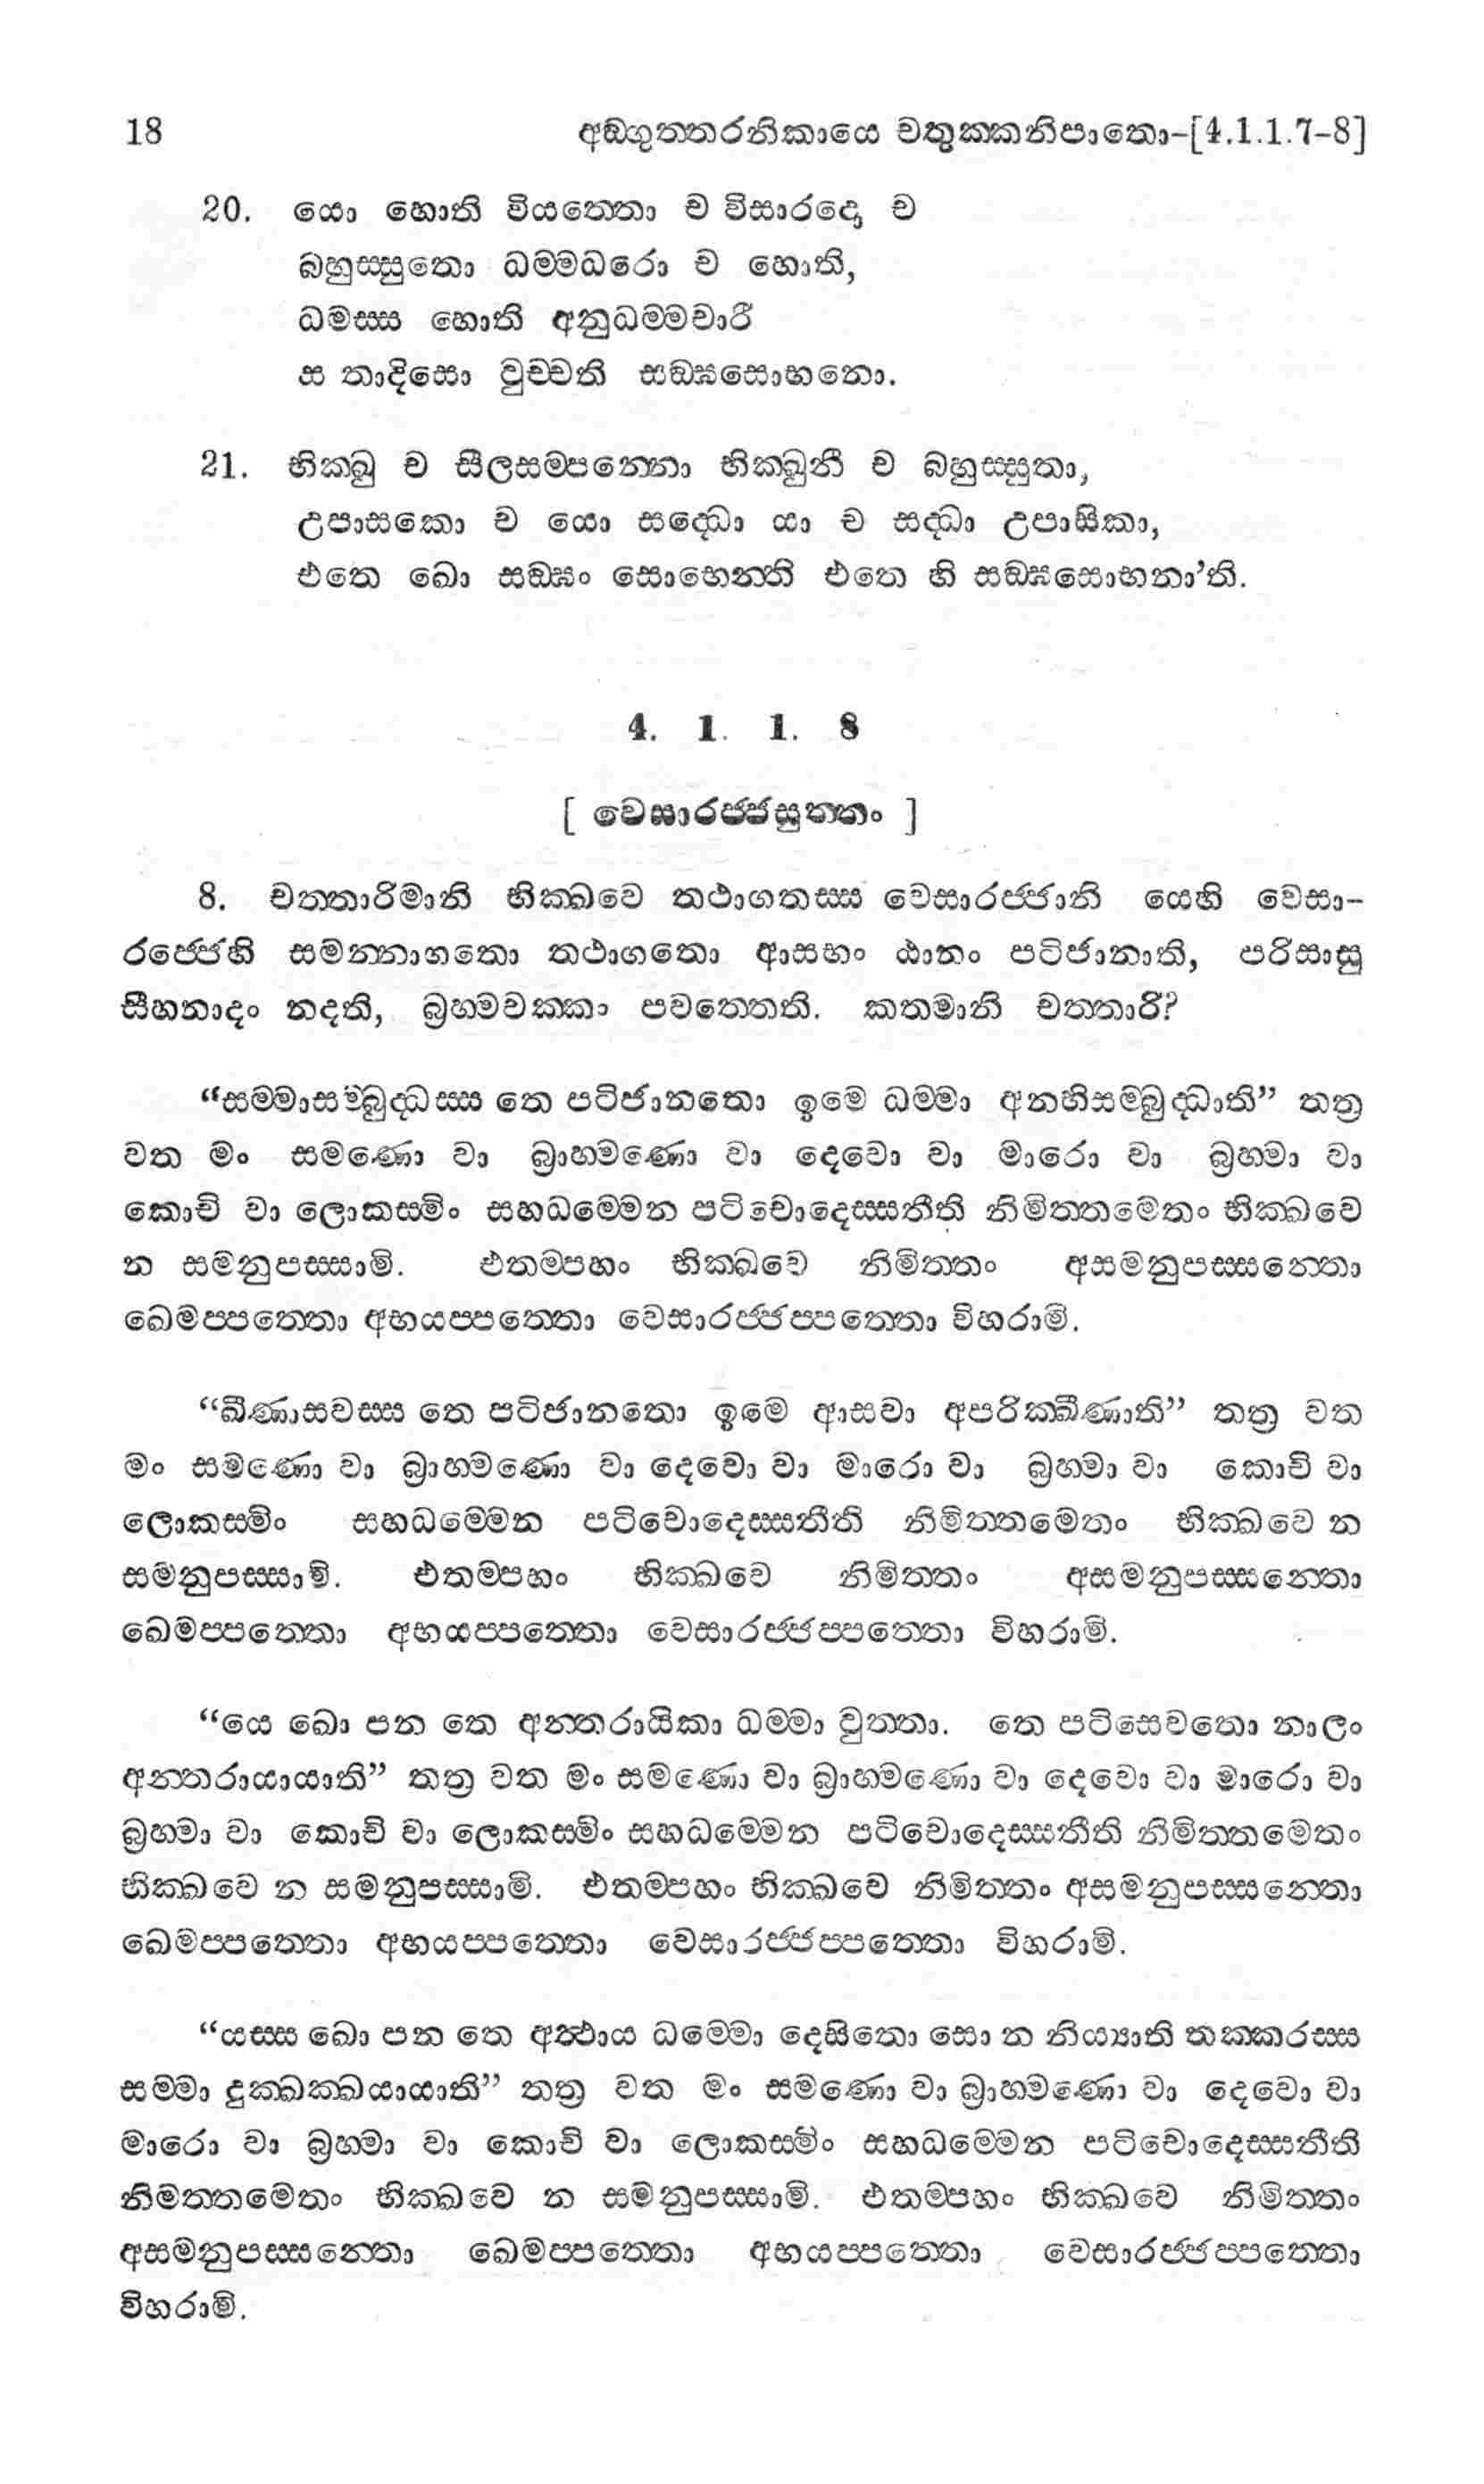 18 අඞ්ගුත්තරනිකායෙ චතුක්කනිපාතො-[4.1.1.7-8]
20. යො හොති වියත්තො ච විසාරදො ච
බහුස්සුතො ධම්මධරො ච හොති,
ධමස්ස හොති අනුධම්මචාරී
ස තාදිසො වුච්චති සඞ්ඝසොභනො.
21. භික්ඛු ච සීලසම්පන්නො භික්ඛුනී ච බහුස්සුතා,
උපාසකො ච යො සද්ධො යා ච සද්ධා උපාසිකා,
එතෙ ඛො සඞ්ඝං සොභෙන්ති එතෙ හි සඞ්ඝසොභනා’ති.
4. 1. 1. 8
[ වෙසාරජ්ජසුත්තං ]
8. චත්තාරිමානි භික්ඛවෙ තථාගතස්ස වෙසාරජ්ජානි යෙහි වෙසා-
රජ්ජෙහි සමන්නාගතො තථාගතො ආසභං ඨානං පටිජානාති, පරිසාසු
සීහනාදං නදති, බ්‍රහ්මචක්කං පවත්තෙති. කතමානි චත්තාරි?
“සම්මාසම්බුද්ධස්ස තෙ පටිජානතො ඉමෙ ධම්මා අනභිසම්බුද්ධාති” තත්‍ර
වත මං සමණො වා බ්‍රාහ්මණො වා දෙවො වා මාරො වා බ්‍රහ්මා වා
කොචි වා ලොකස්මිං සහධම්මෙන පටිචොදෙස්සතීති නිමිත්තමෙතං භික්ඛවෙ
න සමනුපස්සාමි. එතම්පහං භික්ඛවෙ නිමිත්තං අසමනුපස්සන්තො
ඛෙමප්පත්තො අභයප්පත්තො වෙසාරජ්ජප්පත්තො විහරාමි.
“ඛීණාසවස්ස තෙ පටිජානතො ඉමෙ ආසවා අපරික්ඛීණාති” තත්‍ර වත
මං සමණො වා බ්‍රාහ්මණො වා දෙවො වා මාරො වා බ්‍රහ්මා වා කොචි වා
ලොකස්මිං සහධම්මෙන පටිචොදෙස්සතීති නිමිත්තමෙතං භික්ඛවෙ න
සමනුපස්සාමි. එතම්පහං භික්ඛවෙ නිමිත්තං අසමනුපස්සන්තො
ඛෙමප්පත්තො අභයප්පත්තො වෙසාරජ්ජප්පත්තො විහරාමි.
“යෙ ඛො පන තෙ අන්තරායිකා ධම්මා වුත්තා. තෙ පටිසෙවතො නාලං
අන්තරායායාති” තත්‍ර වත මං සමණො වා බ්‍රාහ්මණො වා දෙවො වා මාරො වා
බ්‍රහ්මා වා කොචි වා ලොකස්මිං සහධම්මෙන පටිචොදෙස්සතීති නිමිත්තමෙතං
භික්ඛවෙ න සමනුපස්සාමි. එතම්පහං භික්ඛවෙ නිමිත්තං අසමනුපස්සන්තො
ඛෙමප්පත්තො අභයප්පත්තො වෙසාරජ්ජප්පත්තො විහරාමි.
“යස්ස ඛො පන තෙ අත්ථාය ධම්මො දෙසිතො සො න නිය්‍යාති තක්කරස්ස
සම්මා දුක්ඛක්ඛයායාති” තත්‍ර වත මං සමණො වා බ්‍රාහ්මණො වා දෙවො වා
මාරො වා බ්‍රහ්මා වා කොචි වා ලොකස්මිං සහධම්මෙන පටිචොදෙස්සතීති
නිමත්තමෙතං භික්ඛවෙ න සමනුපස්සාමි. එතම්පහං භික්ඛවෙ නිමිත්තං
අසමනුපස්සන්තො ඛෙමප්පත්තො අභයප්පත්තො වෙසාරජ්ජප්පත්තො
විහරාමි.